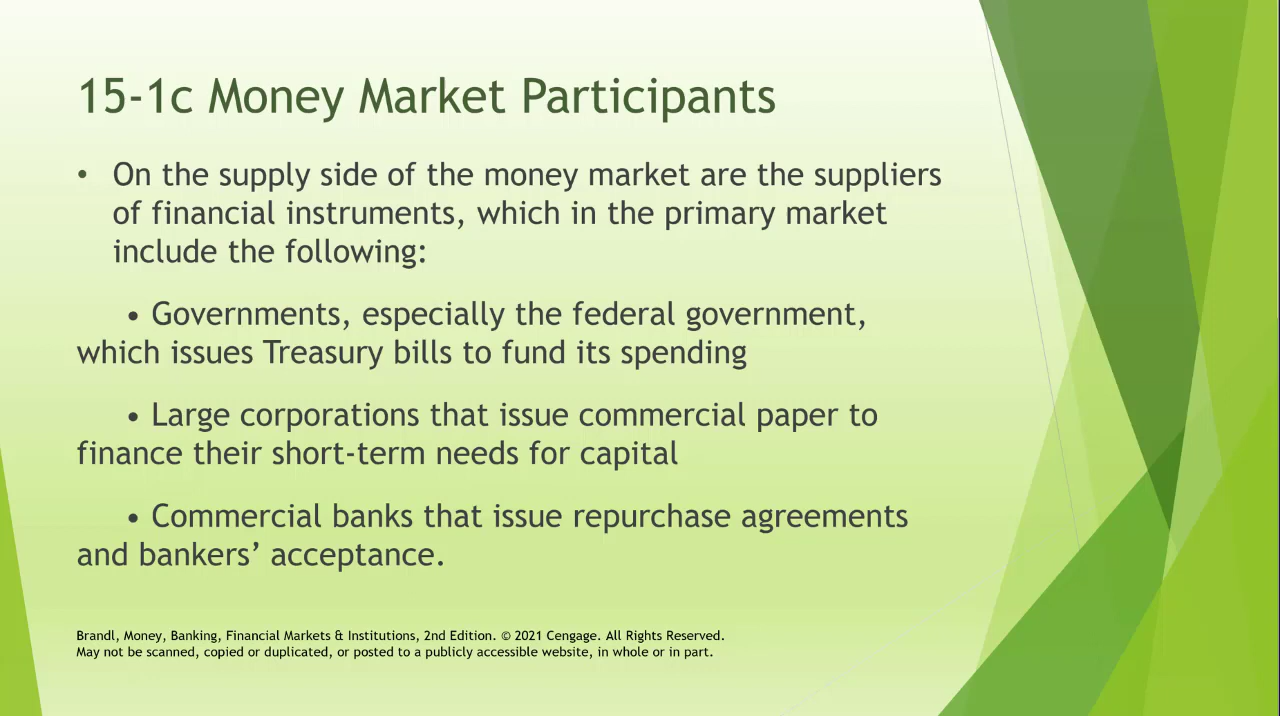 15-1c Money Market Participants
• On the supply side of the money market are the suppliers
of financial instruments, which in the primary market
include the following:
• Governments, especially the federal government,
which issues Treasury bills to fund its spending
• Large corporations that issue commercial paper to
finance their short-term needs for capital
• Commercial banks that issue repurchase agreements
and bankers’ acceptance.
Brandl, Money, Banking, Financial Markets & Institutions, 2nd Edition. © 2021 Cengage. All Rights Reserved.
May not be scanned, copied or duplicated, or posted to a publicly accessible website, in whole or in part.